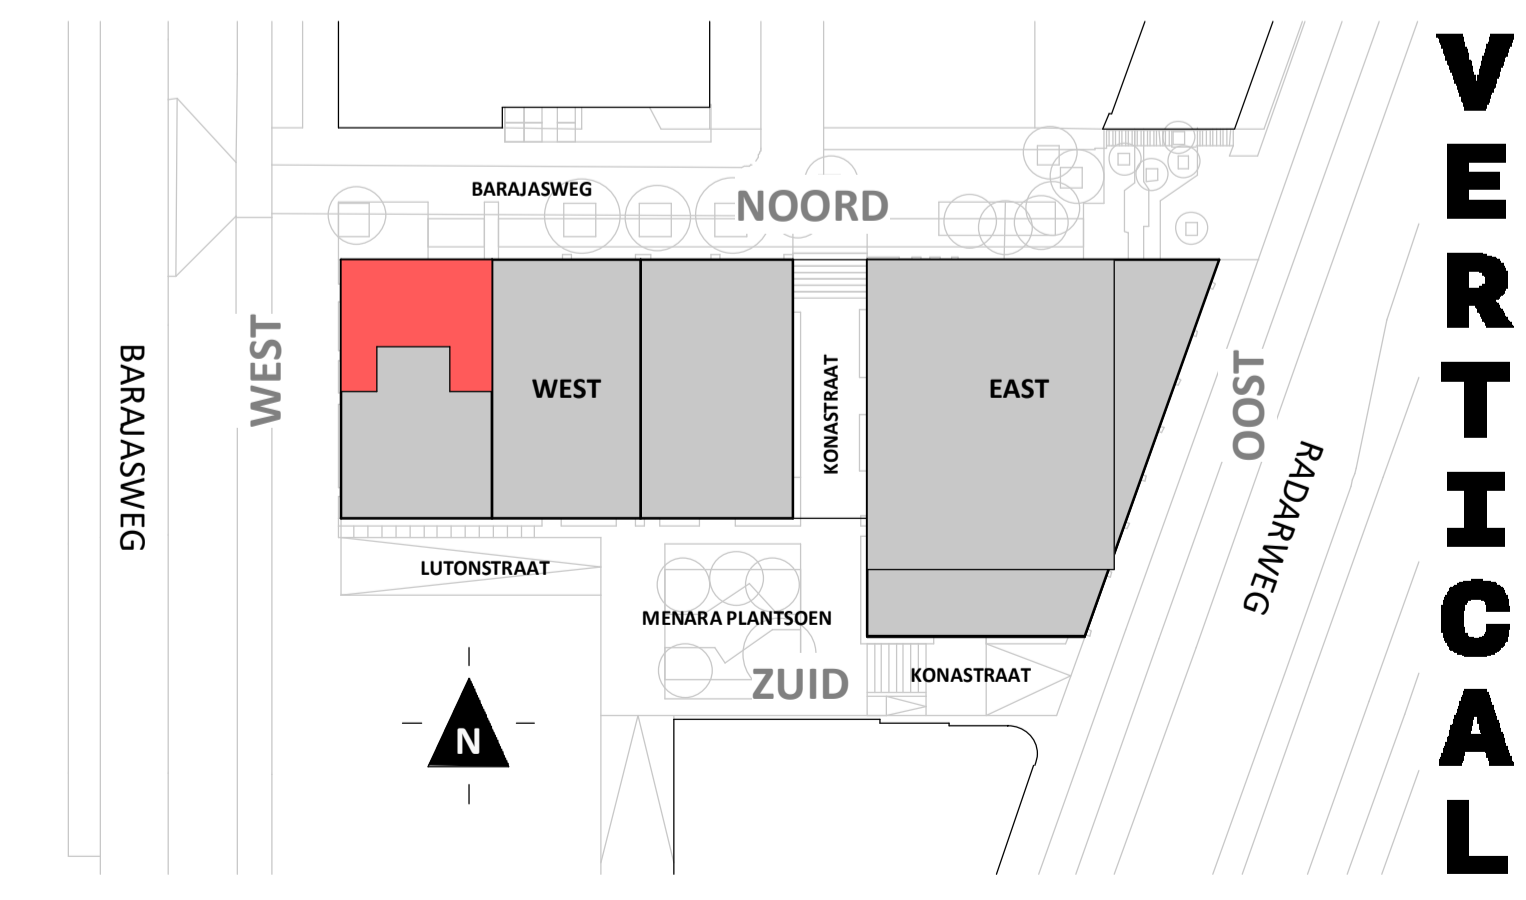 BARAJASWEG
NOORD
WEST
BARAJASWEG
WEST
KONASTRAAT
EAST
OOST
RADARWEG
LUTONSTRAAT
MENARA PLANTSOEN
ZUID
KONASTRAAT
N
VERTICAL